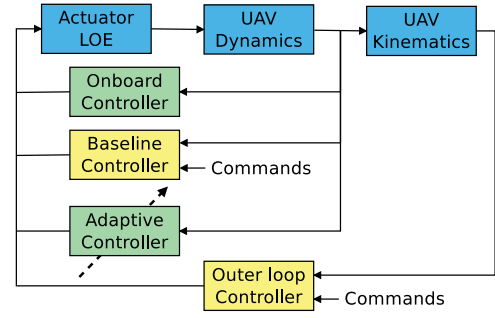 Actuator
LOE
UAV
Dynamics
UAV
Kinematics
Onboard
Controller
Baseline
Controller
Commands
Adaptive
Controller
Outer loop
Controller
Commands